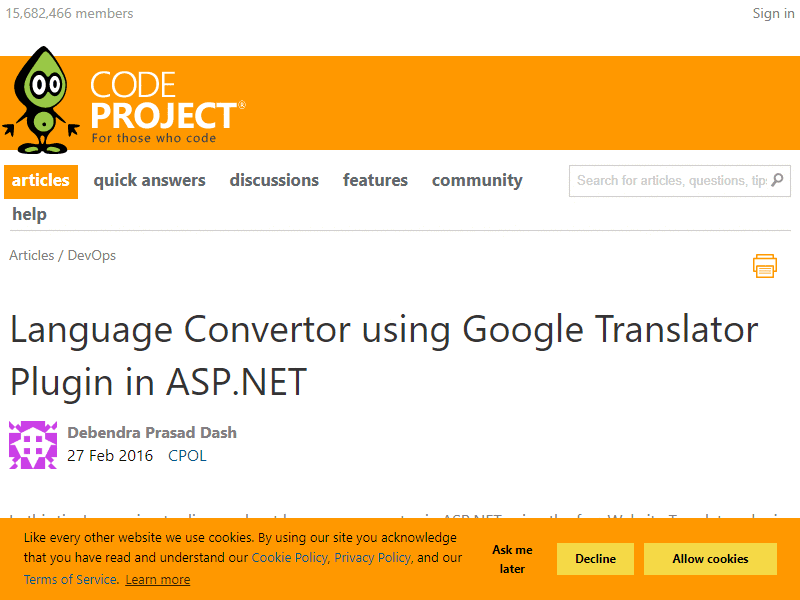 15,682,466 members
Sign in
CODE
PROJECT®
For those who code
articles quick answers discussions features community
Search for articles, questions, tip
help
Articles / DevOps
Language Convertor using Google Translator
Plugin in ASP.NET
Debendra Prasad Dash
27 Feb 2016 CPOL
Like every other website we use cookies. By using our site you acknowledge
that you have read and understand our Cookie Policy, Privacy Policy, and our
Terms of Service. Learn more
Ask me
later
Decline
Allow cookies